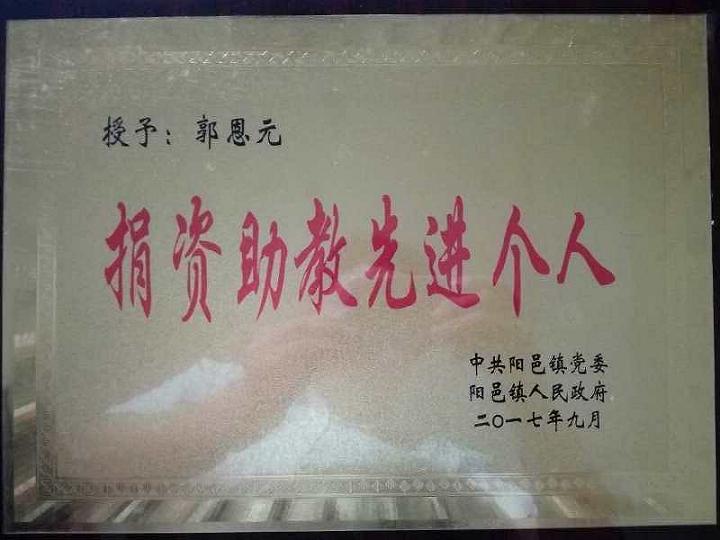 授予：郭恩元
捐资助教先进个人
中共阳邑镇党委
阳邑镇人民政府
二〇一七年九月